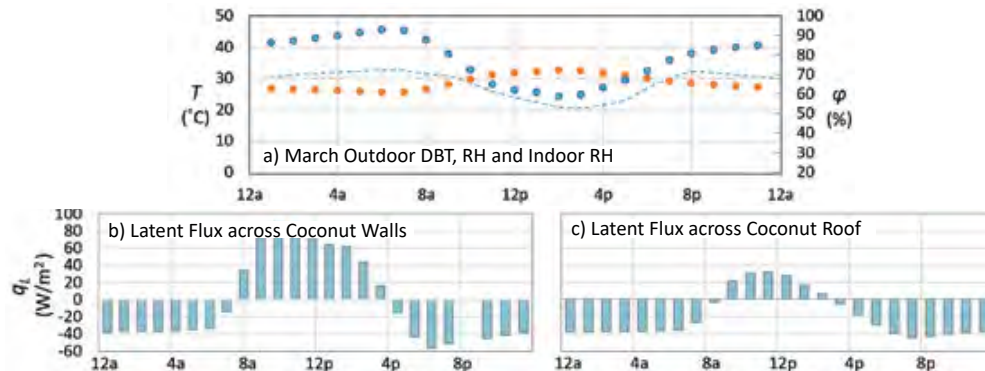 50
40
30
20
10
0
T
(˚C)
100
90
80
70
60
50
40
30
20
φ
(%)
a) March Outdoor DBT, RH and Indoor RH
12a 4a 8a 12p 4p 8p 12a
100
80
60
40
20
0
-20
-40
-60
qL
(W/m²)
b) Latent Flux across Coconut Walls
c) Latent Flux across Coconut Roof
12a 4a 8a 12p 4p 8p
12a 4a 8a 12p 4p 8p